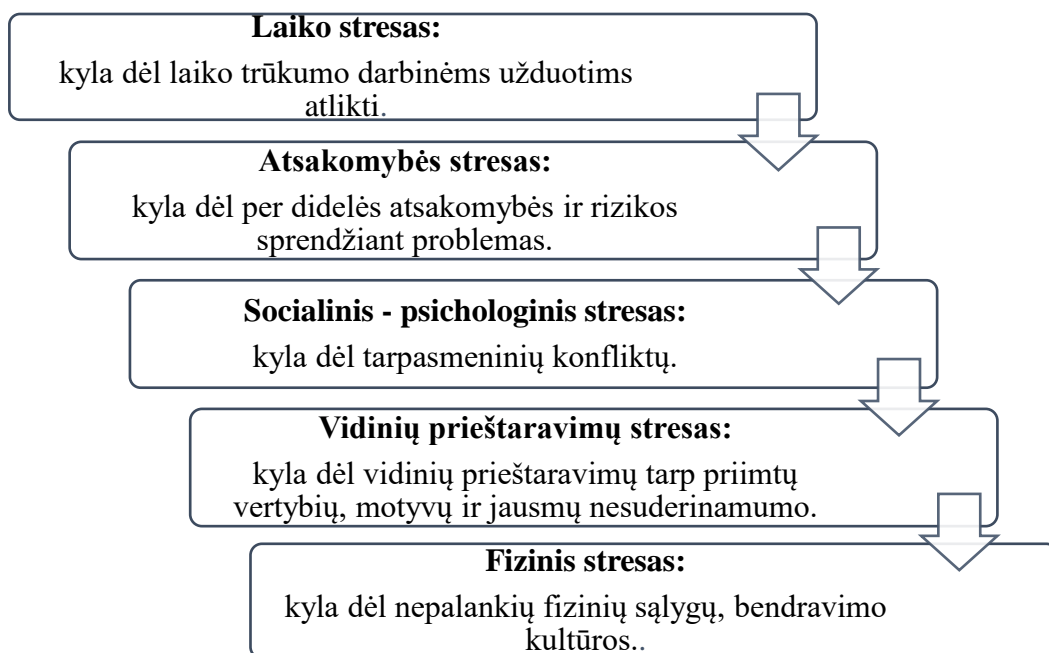 Laiko stresas:
kyla dėl laiko trūkumo darbinėms užduotims
atlikti.
Atsakomybės stresas:
kyla dėl per didelės atsakomybės ir rizikos
sprendžiant problemas.
Socialinis - psichologinis stresas:
kyla dėl tarpasmeninių konfliktų.
Vidinių prieštaravimų stresas:
kyla dėl vidinių prieštaravimų tarp priimtų
vertybių, motyvų ir jausmų nesuderinamumo.
Fizinis stresas:
kyla dėl nepalankių fizinių sąlygų, bendravimo
kultūros..